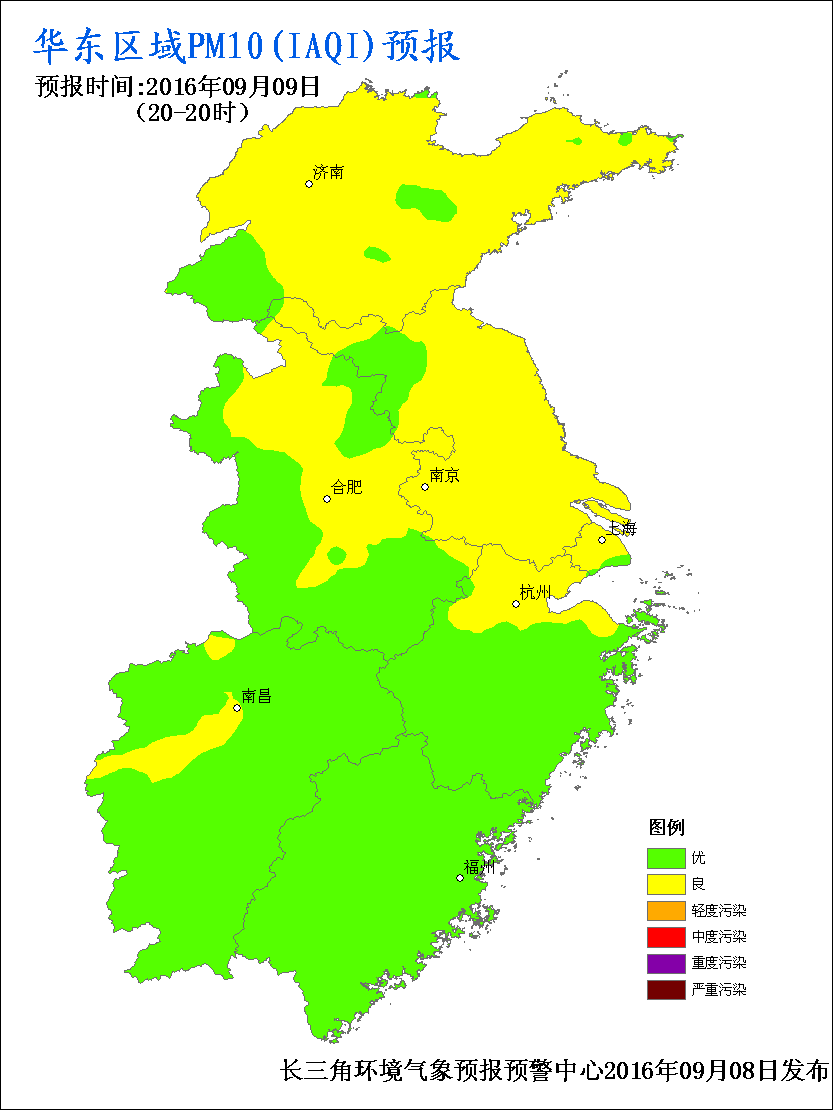 华东区域PM10(IAQI)预报
预报时间:2016年09月09日
（20-20时）
济南
南京
合肥
上海
杭州
南昌
福州
图例
优
良
轻度污染
中度污染
重度污染
严重污染
长三角环境气象预报预警中心2016年09月08日发布